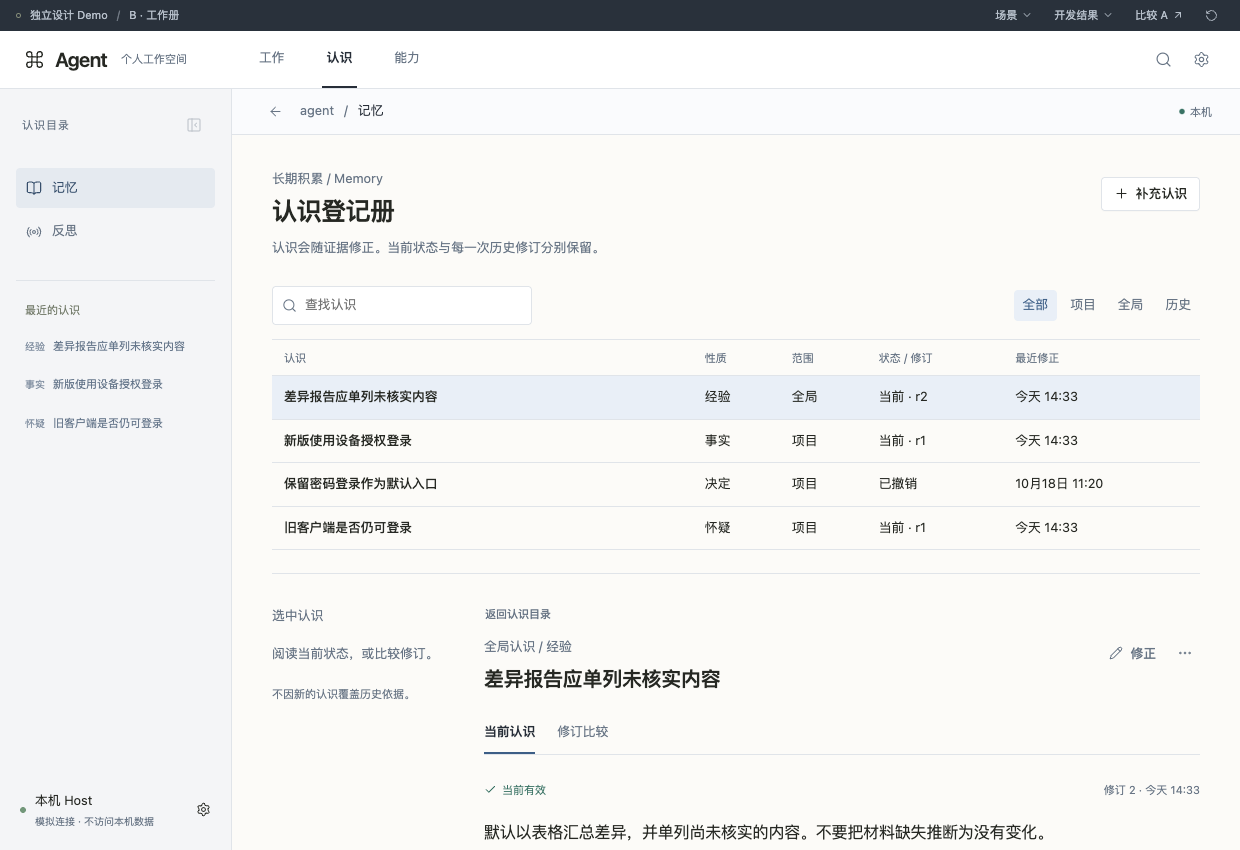 独立设计 Demo / B · 工作册
场景 开发结果 比较 A
Agent 个人工作空间 工作 认识 能力
认识目录
记忆
反思
最近的认识
经验 差异报告应单列未核实内容
事实 新版使用设备授权登录
怀疑 旧客户端是否仍可登录
本机 Host
模拟连接 · 不访问本机数据
agent / 记忆
本机
长期积累 / Memory
认识登记册
认识会随证据修正。当前状态与每一次历史修订分别保留。
补充认识
查找认识
全部 项目 全局 历史
认识 性质 范围 状态 / 修订 最近修正
差异报告应单列未核实内容 经验 全局 当前 · r2 今天 14:33
新版使用设备授权登录 事实 项目 当前 · r1 今天 14:33
保留密码登录作为默认入口 决定 项目 已撤销 10月18日 11:20
旧客户端是否仍可登录 怀疑 项目 当前 · r1 今天 14:33
选中认识
阅读当前状态，或比较修订。
不因新的认识覆盖历史依据。
返回认识目录
全局认识 / 经验
差异报告应单列未核实内容
修正
当前认识 修订比较
当前有效
修订 2 · 今天 14:33
默认以表格汇总差异，并单列尚未核实的内容。不要把材料缺失推断为没有变化。